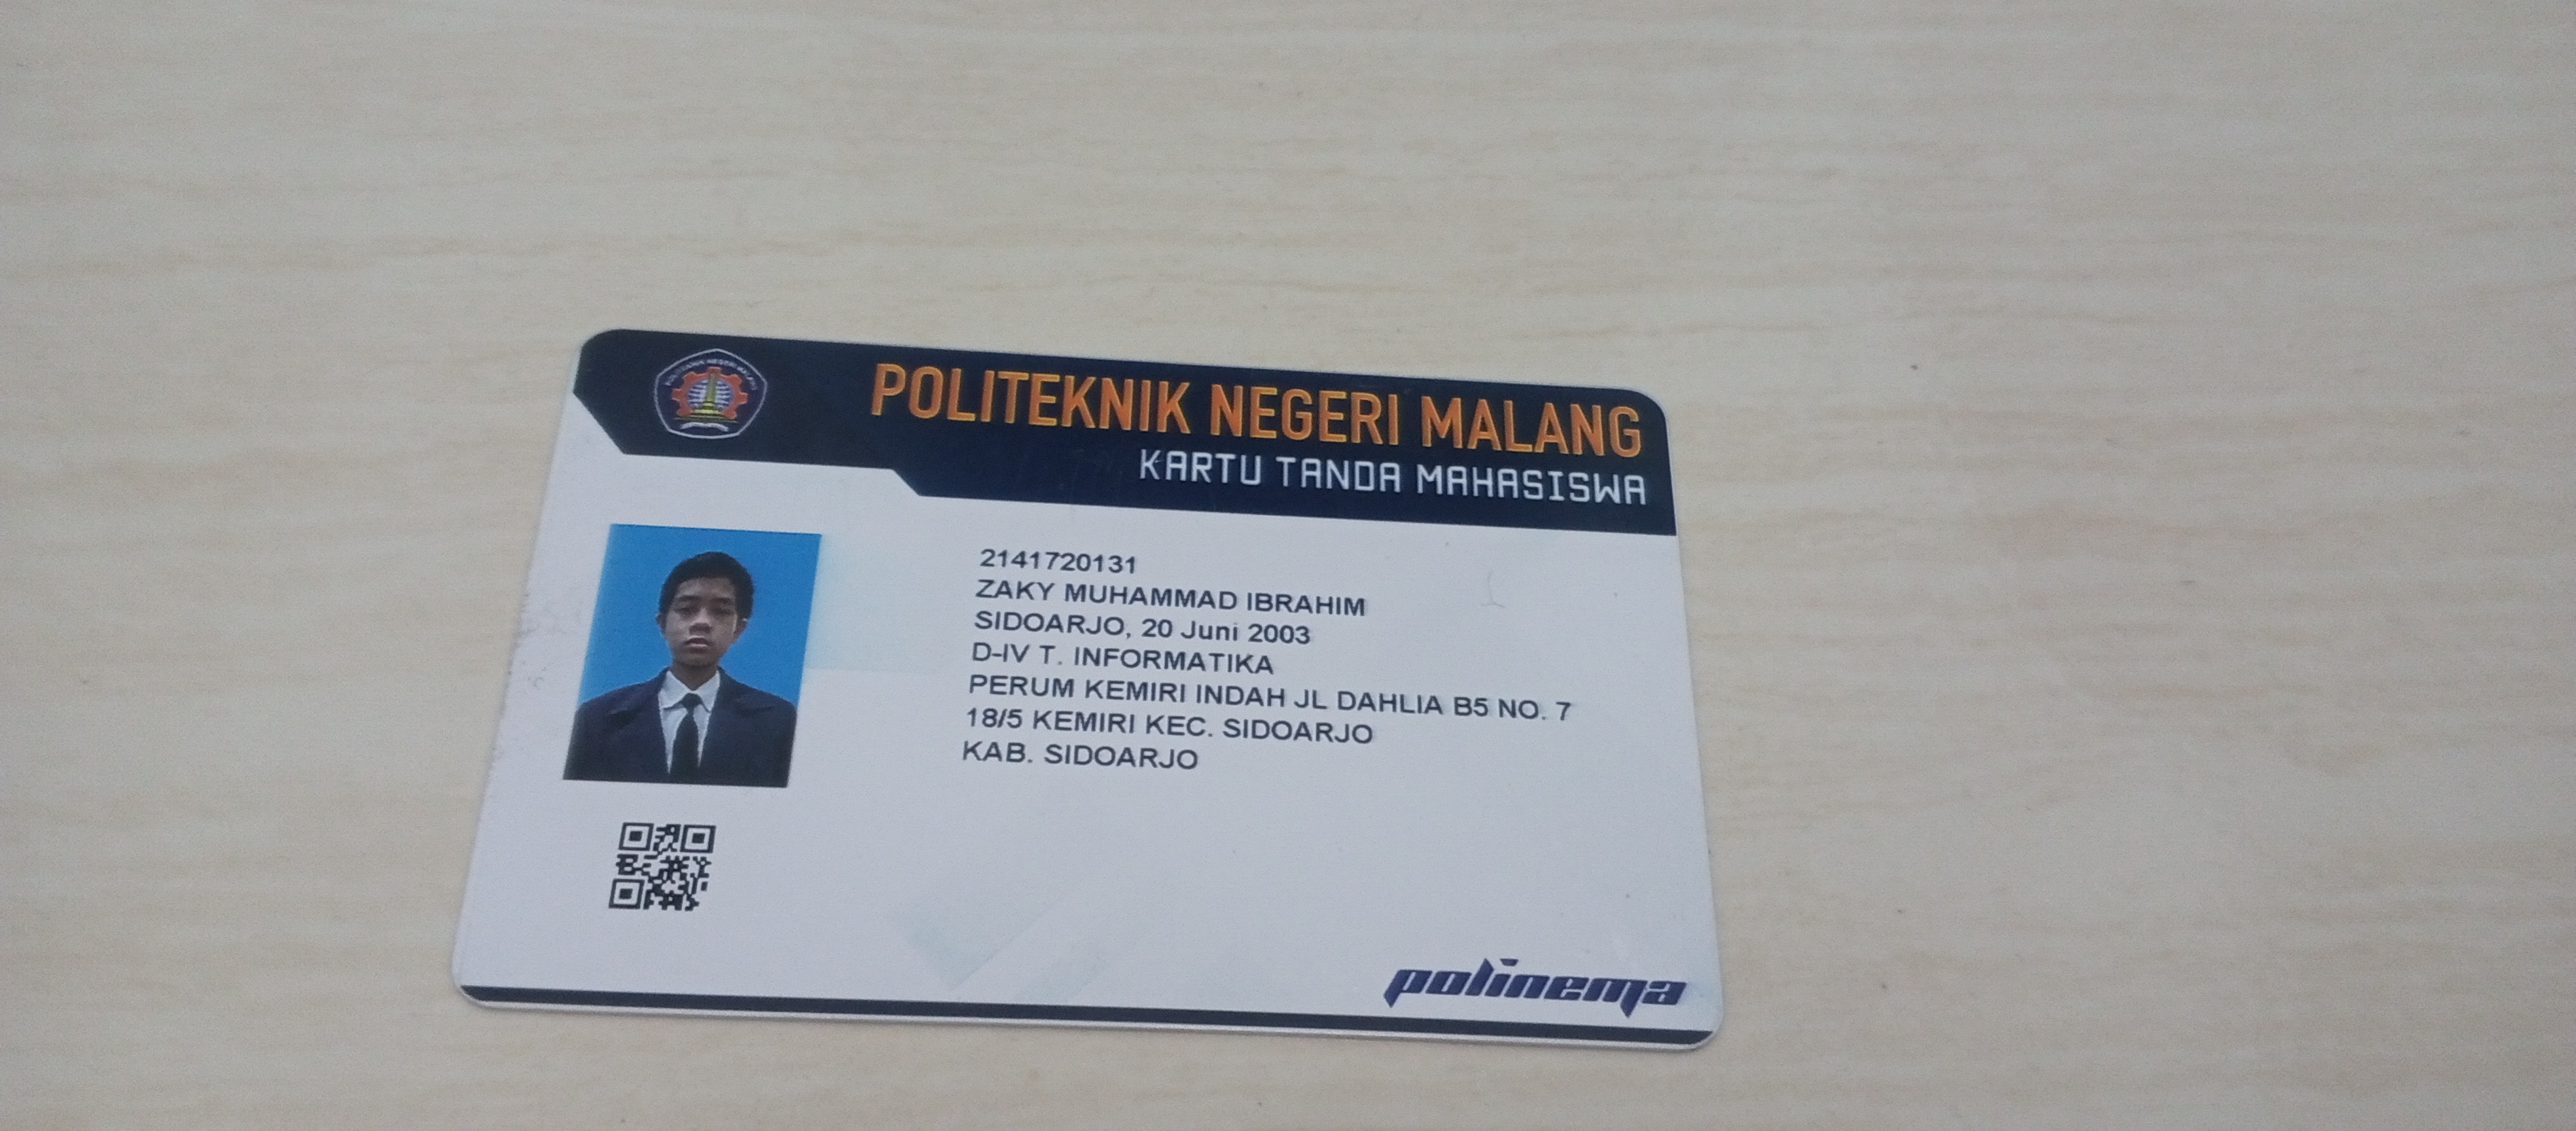 POLITEKNIK NEGERI MALANG
KARTU TANDA MAHASISWA
2141720131
ZAKY MUHAMMAD IBRAHIM
SIDOARJO, 20 Juni 2003
D-IV T. INFORMATIKA
PERUM KEMIRI INDAH JL DAHLIA B5 NO. 7
18/5 KEMIRI KEC. SIDOARJO
KAB. SIDOARJO
polinema